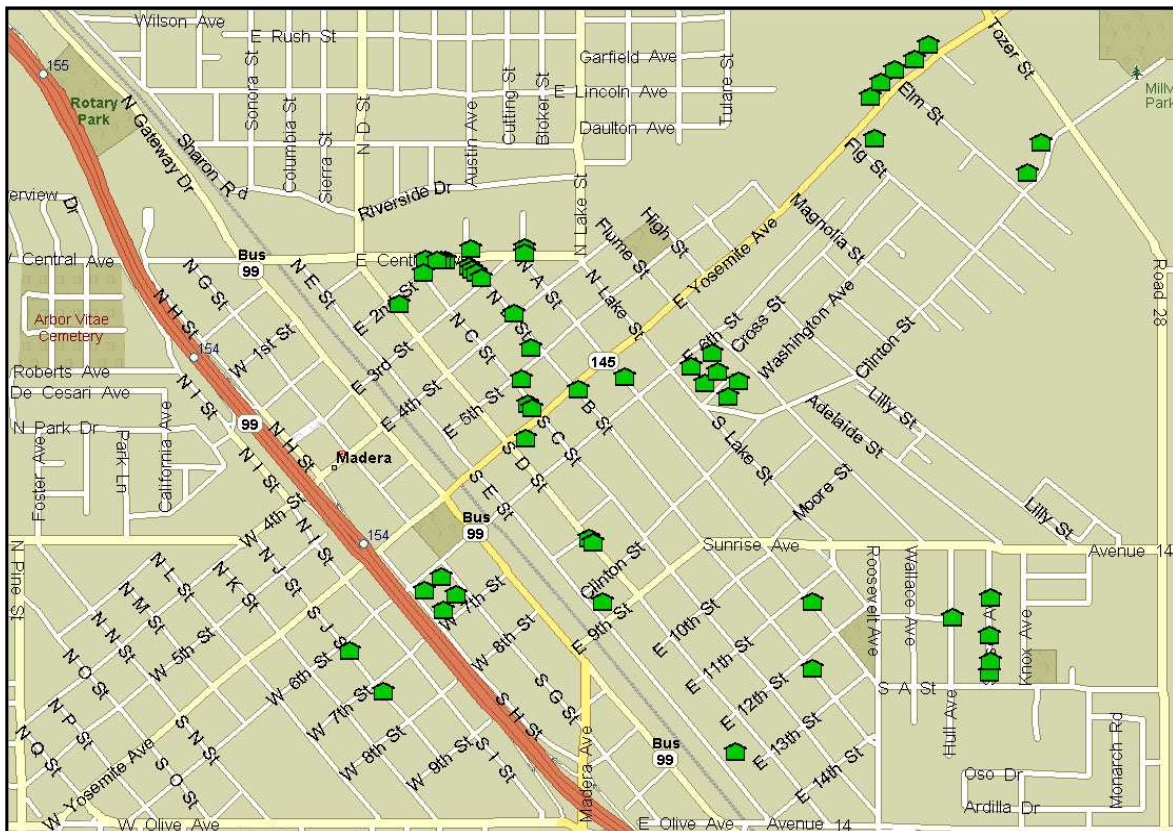 Wilson Ave
E Rush St
Garfield Ave
Tozer St
155
Rotary
Park
N Gateway Dr
Sharon Rd
Sonora St
Columbia St
Sierra St
N D St
Austin Ave
Cutting St
Bloker St
E Lincoln Ave
Daulton Ave
Tulare St
Elm St
Park
Fig St
Riverside Dr
N Lake St
Magnolia St
High St
Flume St
Central Ave
Bus
99
N E St
N G St
N H St
E 2nd St
N C St
N A St
N Lake St
E Yosemite Ave
Road 28
Arbor Vitae
Cemetery
154
W 1st St
E 3rd St
E 4th St
E 5th St
145
E 6th St
Cross St
Washington Ave
Clinton St
Roberts Ave
De Cesari Ave
N I St
99
N Park Dr
Foster Ave
Park Ln
California Ave
N H St
N I St
Madera
S C St
B St
S D St
S E St
S Lake St
Adelaide St
Lilly St
Moore St
Lilly St
W 4th St
N I St
154
Bus
99
Sunrise Ave
Avenue 14
N Pine St
N L St
N K St
N J St
S J St
N M St
N N St
N O St
N P St
N Q St
W 5th St
W 6th St
W 7th St
W 7th St
W 8th St
W 8th St
W 9th St
Clinton St
E 9th St
E 10th St
E 11th St
E 12th St
E 13th St
E 14th St
Roosevelt Ave
Wallace Ave
Knox Ave
S A St
Hull Ave
Monarch Rd
S N St
S O St
S G St
S H St
S I St
Madera Ave
Bus
99
Oso Dr
Ardilla Dr
W Yosemite Ave
W Olive Ave
E Olive Ave
Avenue 14